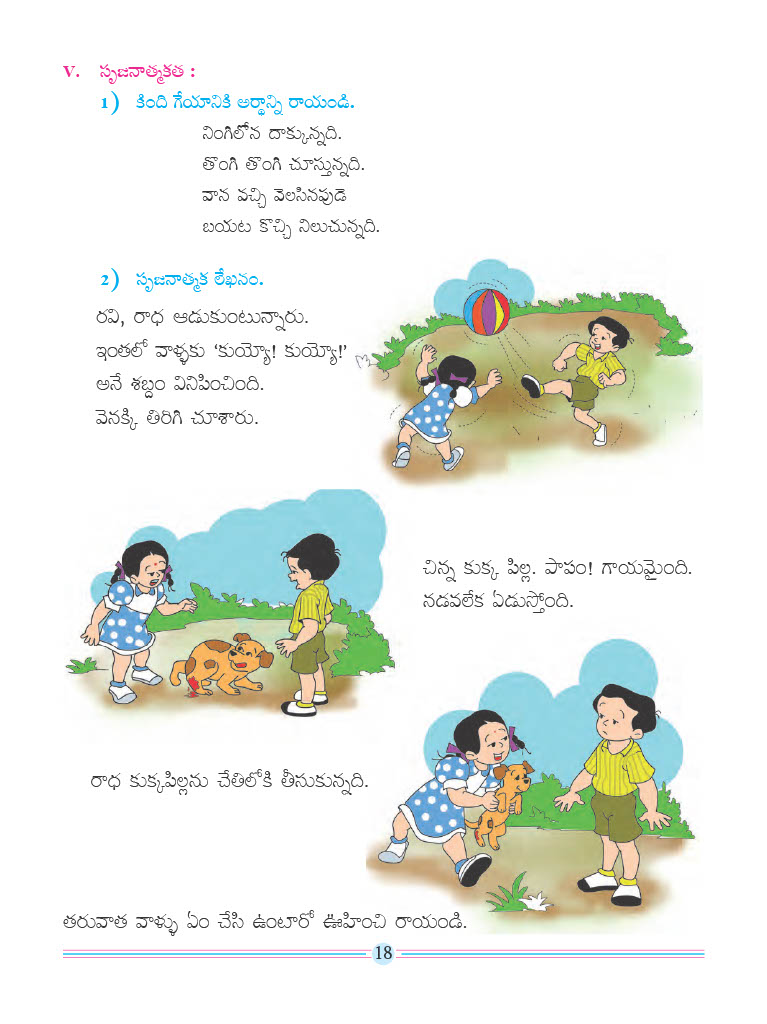 V. సృజనాత్మకత :
1) కింది గేయానికి అర్థాన్ని రాయండి.
నింగిలోన దాక్కున్నది.
తొంగి తొంగి చూస్తున్నది.
వాన వచ్చి వెలసినపుడె
బయట కొచ్చి నిలుచున్నది.
2) సృజనాత్మక లేఖనం.
రవి, రాధ ఆడుకుంటున్నారు.
ఇంతలో వాళ్ళకు ‘కుయ్యో! కుయ్యో!’
అనే శబ్దం వినిపించింది.
వెనక్కి తిరిగి చూశారు.
చిన్న కుక్క పిల్ల. పాపం! గాయమైంది.
నడవలేక ఏడుస్తోంది.
రాధ కుక్కపిల్లను చేతిలోకి తీసుకున్నది.
తరువాత వాళ్ళు ఏం చేసి ఉంటారో ఊహించి రాయండి.
18